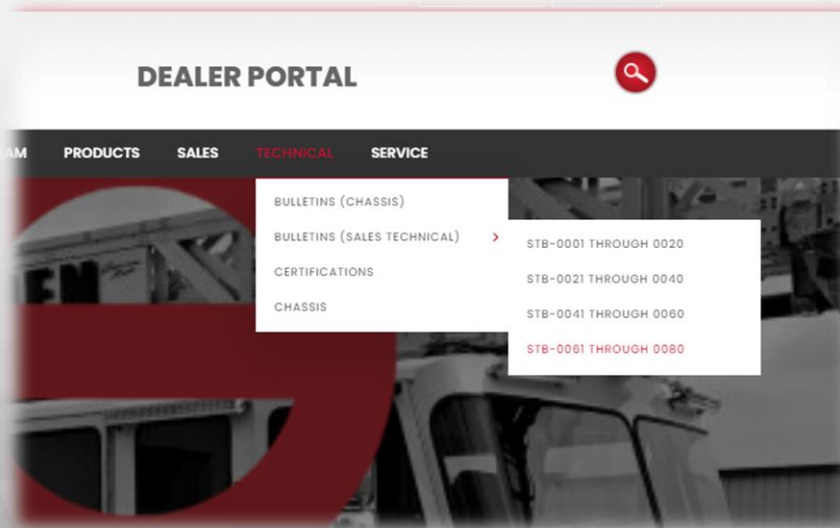 DEALER PORTAL
AM PRODUCTS SALES TECHNICAL SERVICE
BULLETINS (CHASSIS)
BULLETINS (SALES TECHNICAL)
CERTIFICATIONS
CHASSIS
STB-0001 THROUGH 0020
STB-0021 THROUGH 0040
STB-0041 THROUGH 0060
STB-0061 THROUGH 0080
EN